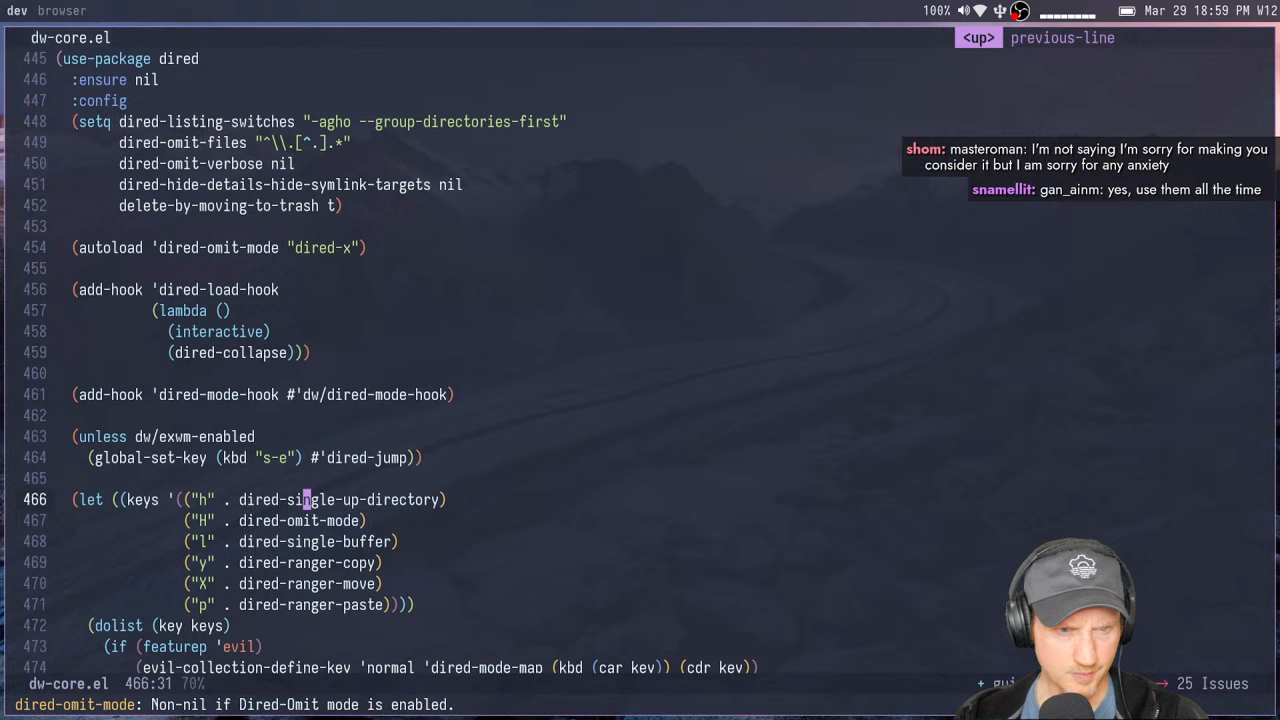 dev browser
100% Mar 29 18:59 PM W12
dw-core.el
<up> previous-line
445 (use-package dired
446 :ensure nil
447 :config
448 (setq dired-listing-switches "-agho --group-directories-first"
449 dired-omit-files "^\\.[^.].*"
450 dired-omit-verbose nil
451 dired-hide-details-hide-symlink-targets nil
452 delete-by-moving-to-trash t)
453
454 (autoload 'dired-omit-mode "dired-x")
455
456 (add-hook 'dired-load-hook
457 (lambda ()
458 (interactive)
459 (dired-collapse)))
460
461 (add-hook 'dired-mode-hook #'dw/dired-mode-hook)
462
463 (unless dw/exwm-enabled
464 (global-set-key (kbd "s-e") #'dired-jump))
465
466 (let ((keys '(("h" . dired-single-up-directory)
467 ("H" . dired-omit-mode)
468 ("l" . dired-single-buffer)
469 ("y" . dired-ranger-copy)
470 ("X" . dired-ranger-move)
471 ("p" . dired-ranger-paste))))
472 (dolist (key keys)
473 (if (featurep 'evil)
474 (evil-collection-define-key 'normal 'dired-mode-map (kbd (car key)) (cdr key))
shom: masteroman: I'm not saying I'm sorry for making you
consider it but I am sorry for any anxiety
snamellit: gan_ainm: yes, use them all the time
dw-core.el 466:31 70%
+ → 25 Issues
dired-omit-mode: Non-nil if Dired-Omit mode is enabled.